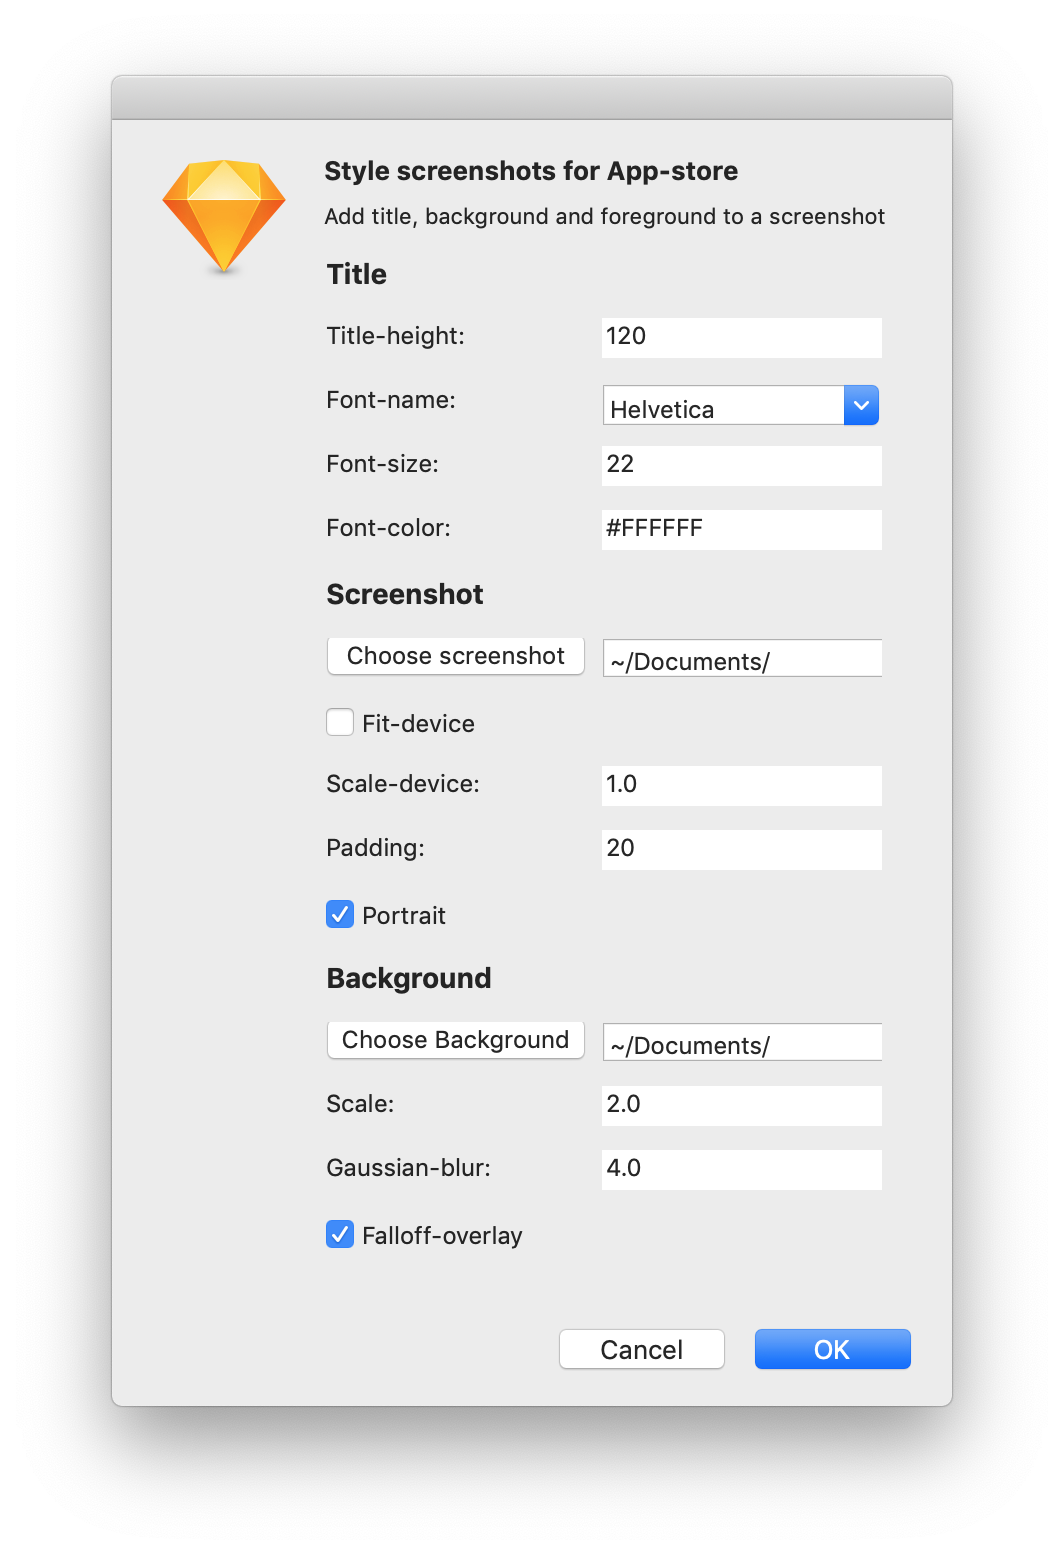 Style screenshots for App-store
Add title, background and foreground to a screenshot
Title
Title-height: 120
Font-name: Helvetica
Font-size: 22
Font-color: #FFFFFF
Screenshot
Choose screenshot ~/Documents/
Fit-device
Scale-device: 1.0
Padding: 20
Portrait
Background
Choose Background ~/Documents/
Scale: 2.0
Gaussian-blur: 4.0
Falloff-overlay
Cancel OK